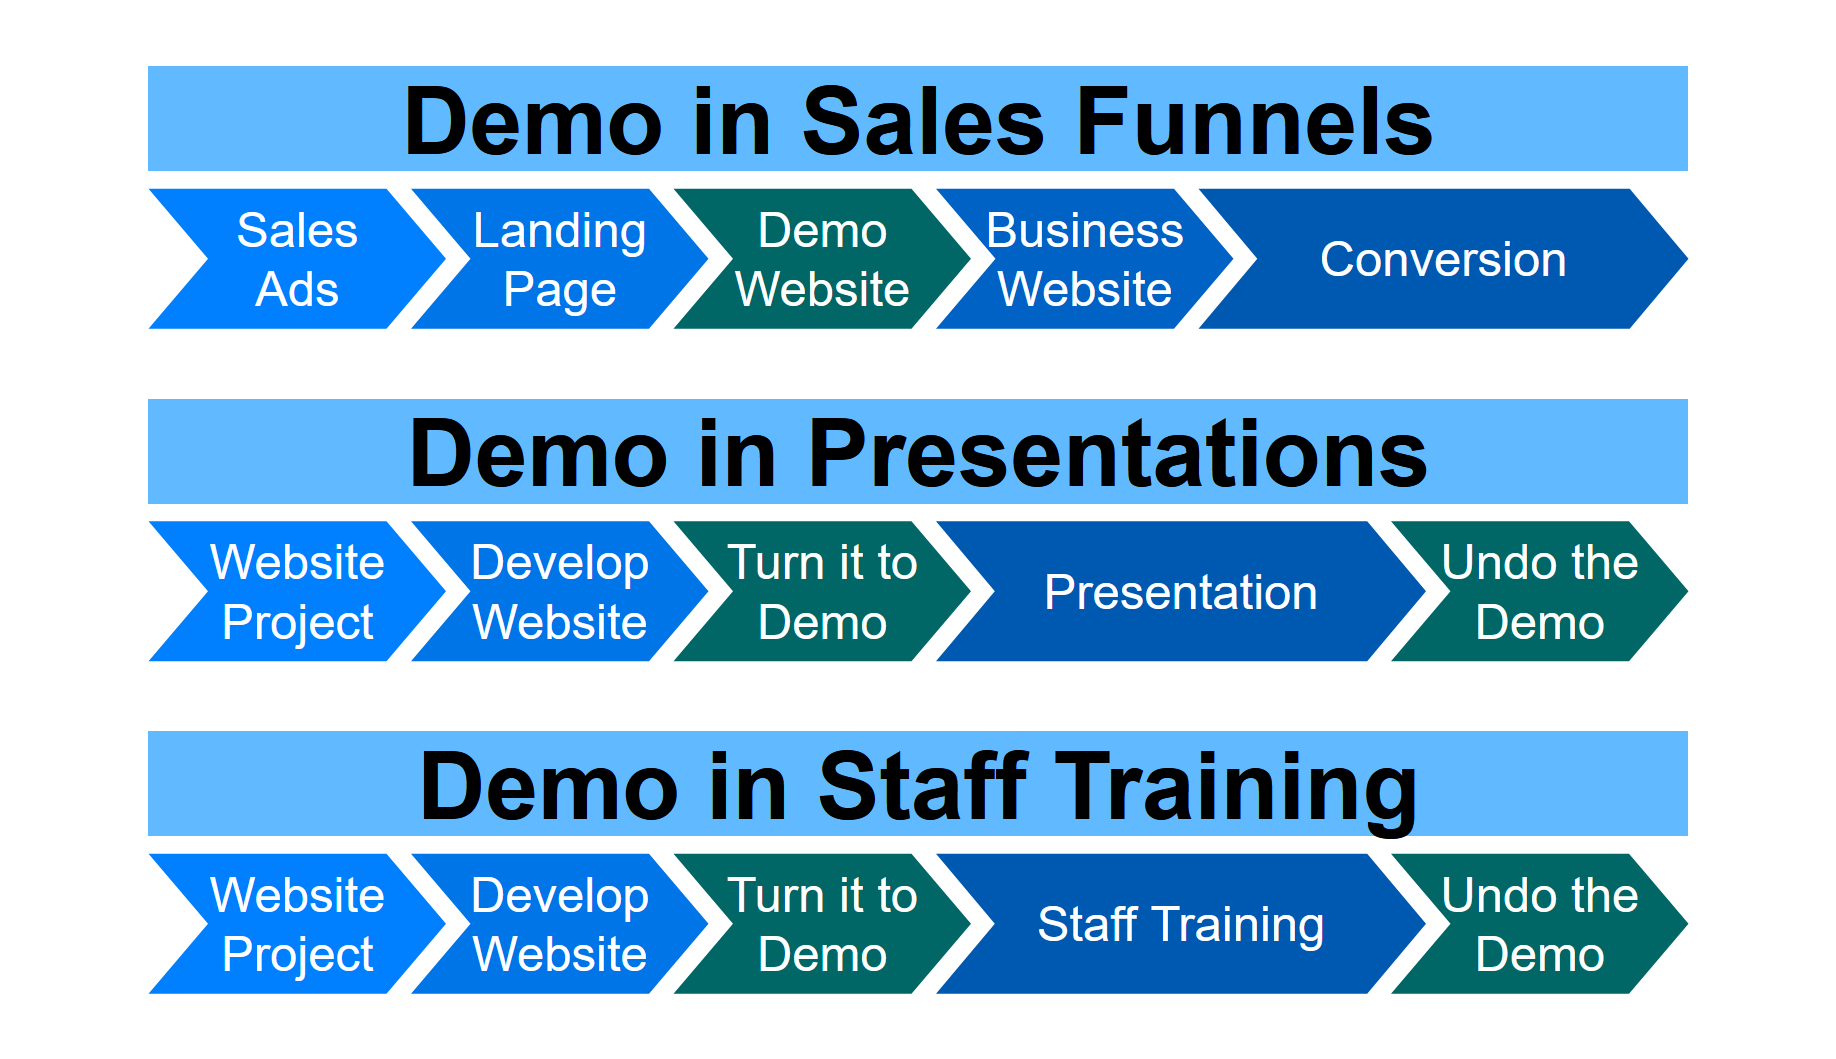 Demo in Sales Funnels
Sales
Ads
Landing
Page
Demo
Website
Business
Website
Conversion
Demo in Presentations
Website
Project
Develop
Website
Turn it to
Demo
Presentation
Undo the
Demo
Demo in Staff Training
Website
Project
Develop
Website
Turn it to
Demo
Staff Training
Undo the
Demo